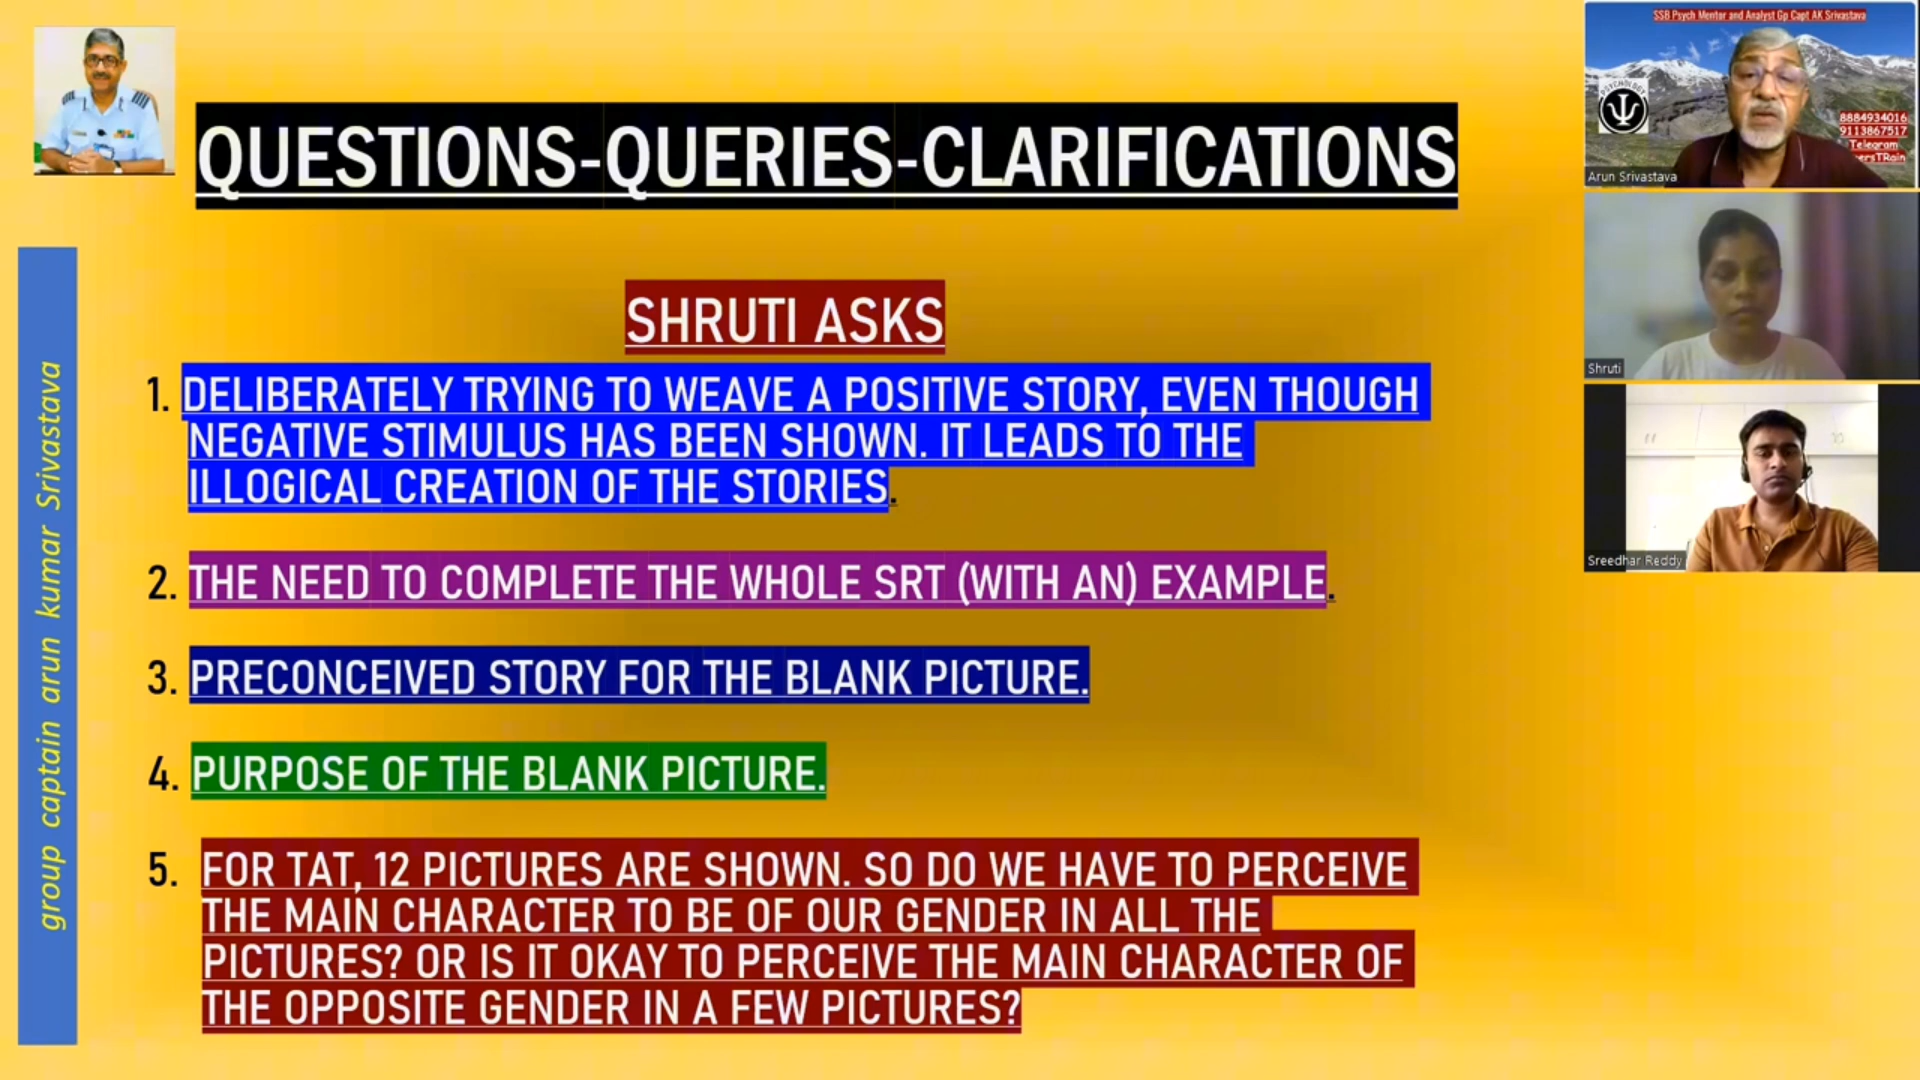 QUESTIONS-QUERIES-CLARIFICATIONS
SHRUTI ASKS
1. DELIBERATELY TRYING TO WEAVE A POSITIVE STORY, EVEN THOUGH
NEGATIVE STIMULUS HAS BEEN SHOWN. IT LEADS TO THE
ILLOGICAL CREATION OF THE STORIES.
2. THE NEED TO COMPLETE THE WHOLE SRT (WITH AN) EXAMPLE.
3. PRECONCEIVED STORY FOR THE BLANK PICTURE.
4. PURPOSE OF THE BLANK PICTURE.
5. FOR TAT, 12 PICTURES ARE SHOWN. SO DO WE HAVE TO PERCEIVE
THE MAIN CHARACTER TO BE OF OUR GENDER IN ALL THE
PICTURES? OR IS IT OKAY TO PERCEIVE THE MAIN CHARACTER OF
THE OPPOSITE GENDER IN A FEW PICTURES?
group captain arun kumar Srivastava
SSB Psych Mentor and Analyst Gp Capt AK Srivastava
PSYCHOLOGY
Ψ
8884934016
9113867517
Telegram
ersTRain
Arun Srivastava
Shruti
Sreedhar Reddy